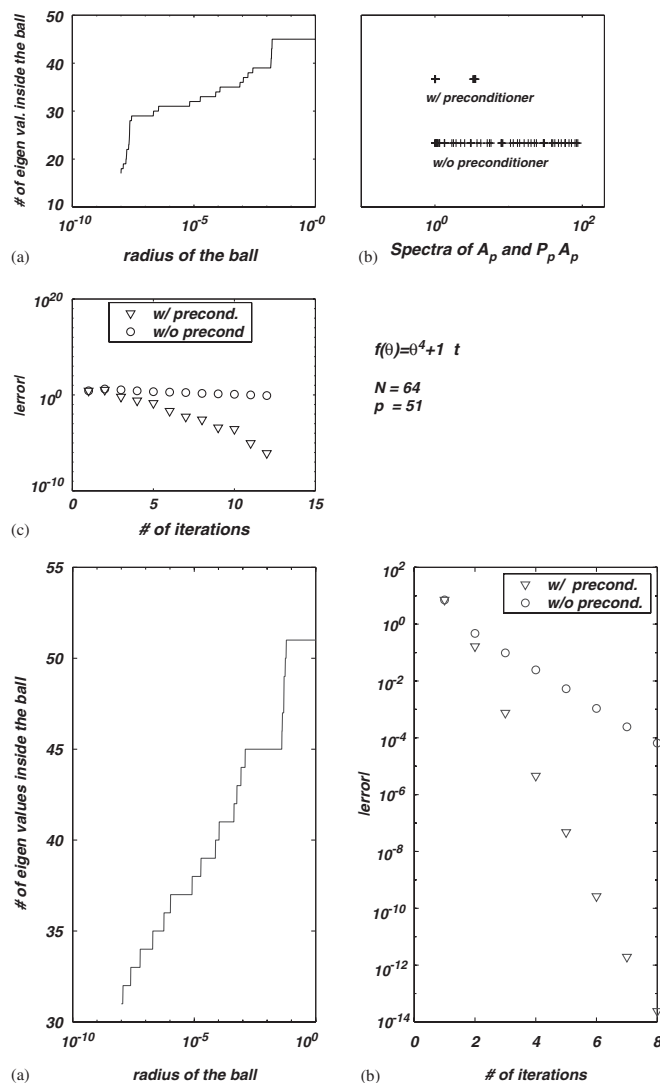 50
40
30
20
10
# of eigen val. inside the ball
10^-10
10^-5
10^-0
(a)
radius of the ball
w/ preconditioner
w/o preconditioner
10^0
10^2
(b)
Spectra of A_p and P_p A_p
10^20
10^0
10^-10
|error|
w/ precond.
w/o precond
0
5
10
15
(c)
# of iterations
f(θ)=θ^4+1 t
N = 64
p = 51
55
50
45
40
35
30
# of eigen values inside the ball
10^-10
10^-5
10^0
(a)
radius of the ball
10^2
10^0
10^-2
10^-4
10^-6
10^-8
10^-10
10^-12
10^-14
|error|
w/ precond.
w/o precond.
0
2
4
6
8
(b)
# of iterations